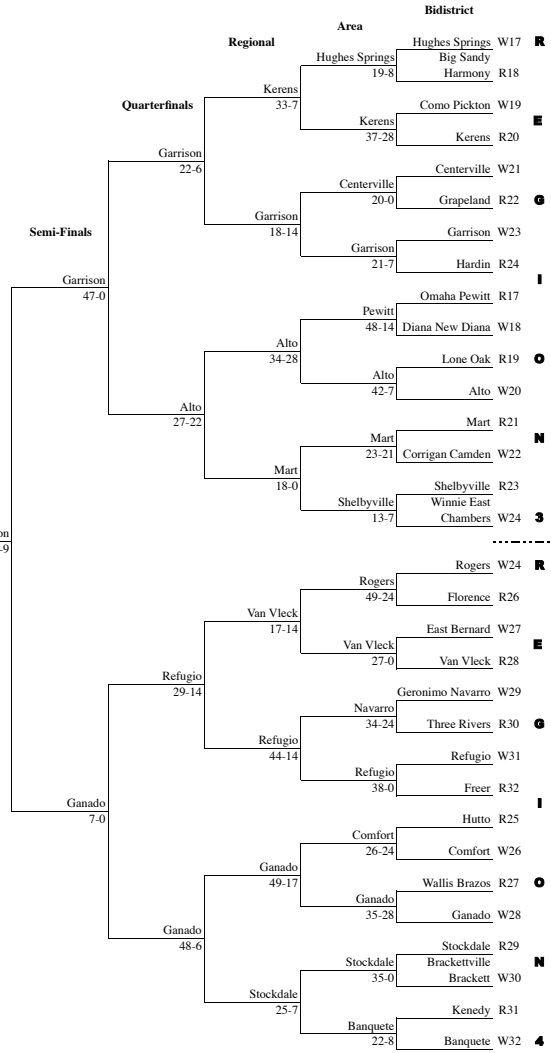 Bidistrict
Area
Regional
Hughes Springs W17 R
Hughes Springs
Big Sandy
19-8
Harmony R18
Kerens
33-7
Quarterfinals
Como Pickton W19
Kerens
E
37-28
Kerens R20
Garrison
22-6
Centerville W21
Centerville
20-0
Grapeland R22 G
Garrison
18-14
Semi-Finals
Garrison W23
Garrison
21-7
Hardin R24
Garrison
47-0
I
Omaha Pewitt R17
Pewitt
48-14
Diana New Diana W18
Alto
34-28
Lone Oak R19 O
Alto
42-7
Alto W20
Alto
27-22
Mart R21
Mart
N
23-21
Corrigan Camden W22
Mart
18-0
Shelbyville R23
Shelbyville
Winnie East
13-7
Chambers W24 3
on
-9
Rogers W24 R
Rogers
49-24
Florence R26
Van Vleck
17-14
East Bernard W27
Van Vleck
E
27-0
Van Vleck R28
Refugio
29-14
Geronimo Navarro W29
Navarro
34-24
Three Rivers R30 G
Refugio
44-14
Refugio W31
Refugio
38-0
Freer R32
Ganado
7-0
I
Hutto R25
Comfort
26-24
Comfort W26
Ganado
49-17
Wallis Brazos R27 O
Ganado
35-28
Ganado W28
Ganado
48-6
Stockdale R29
Stockdale
Brackettville
N
35-0
Brackett W30
Stockdale
25-7
Kenedy R31
Banquete
22-8
Banquete W32 4